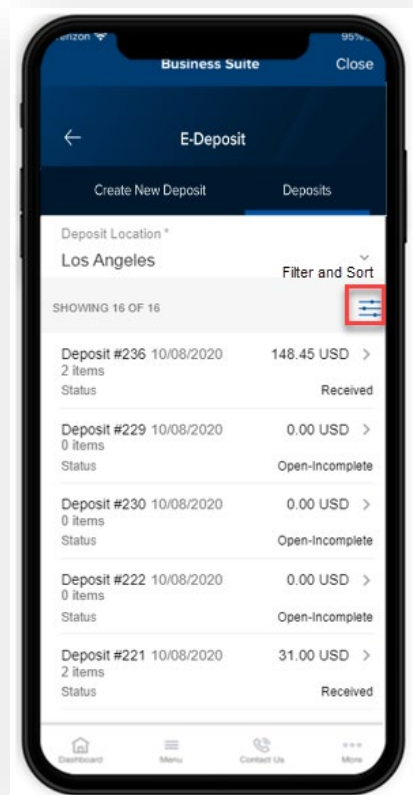 erizon 95%
Business Suite Close
E-Deposit
Create New Deposit Deposits
Deposit Location *
Los Angeles
Filter and Sort
SHOWING 16 OF 16
Deposit #236 10/08/2020 148.45 USD >
2 items
Status Received
Deposit #229 10/08/2020 0.00 USD >
0 items
Status Open-Incomplete
Deposit #230 10/08/2020 0.00 USD >
0 items
Status Open-Incomplete
Deposit #222 10/08/2020 0.00 USD >
0 items
Status Open-Incomplete
Deposit #221 10/08/2020 31.00 USD >
2 items
Status Received
Dashboard Menu Contact Us More